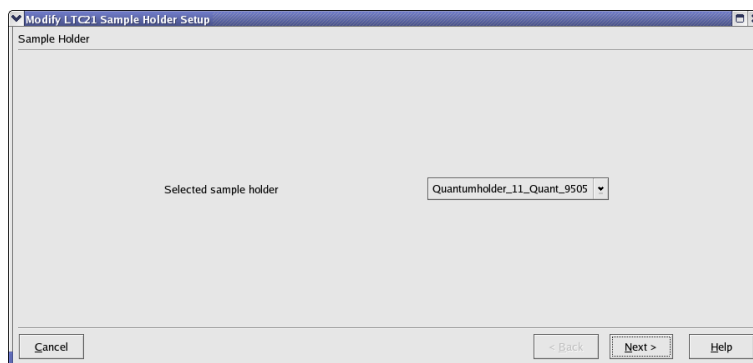 Modify LTC21 Sample Holder Setup
Sample Holder
Selected sample holder Quantumholder_11_Quant_9505
Cancel < Back Next > Help